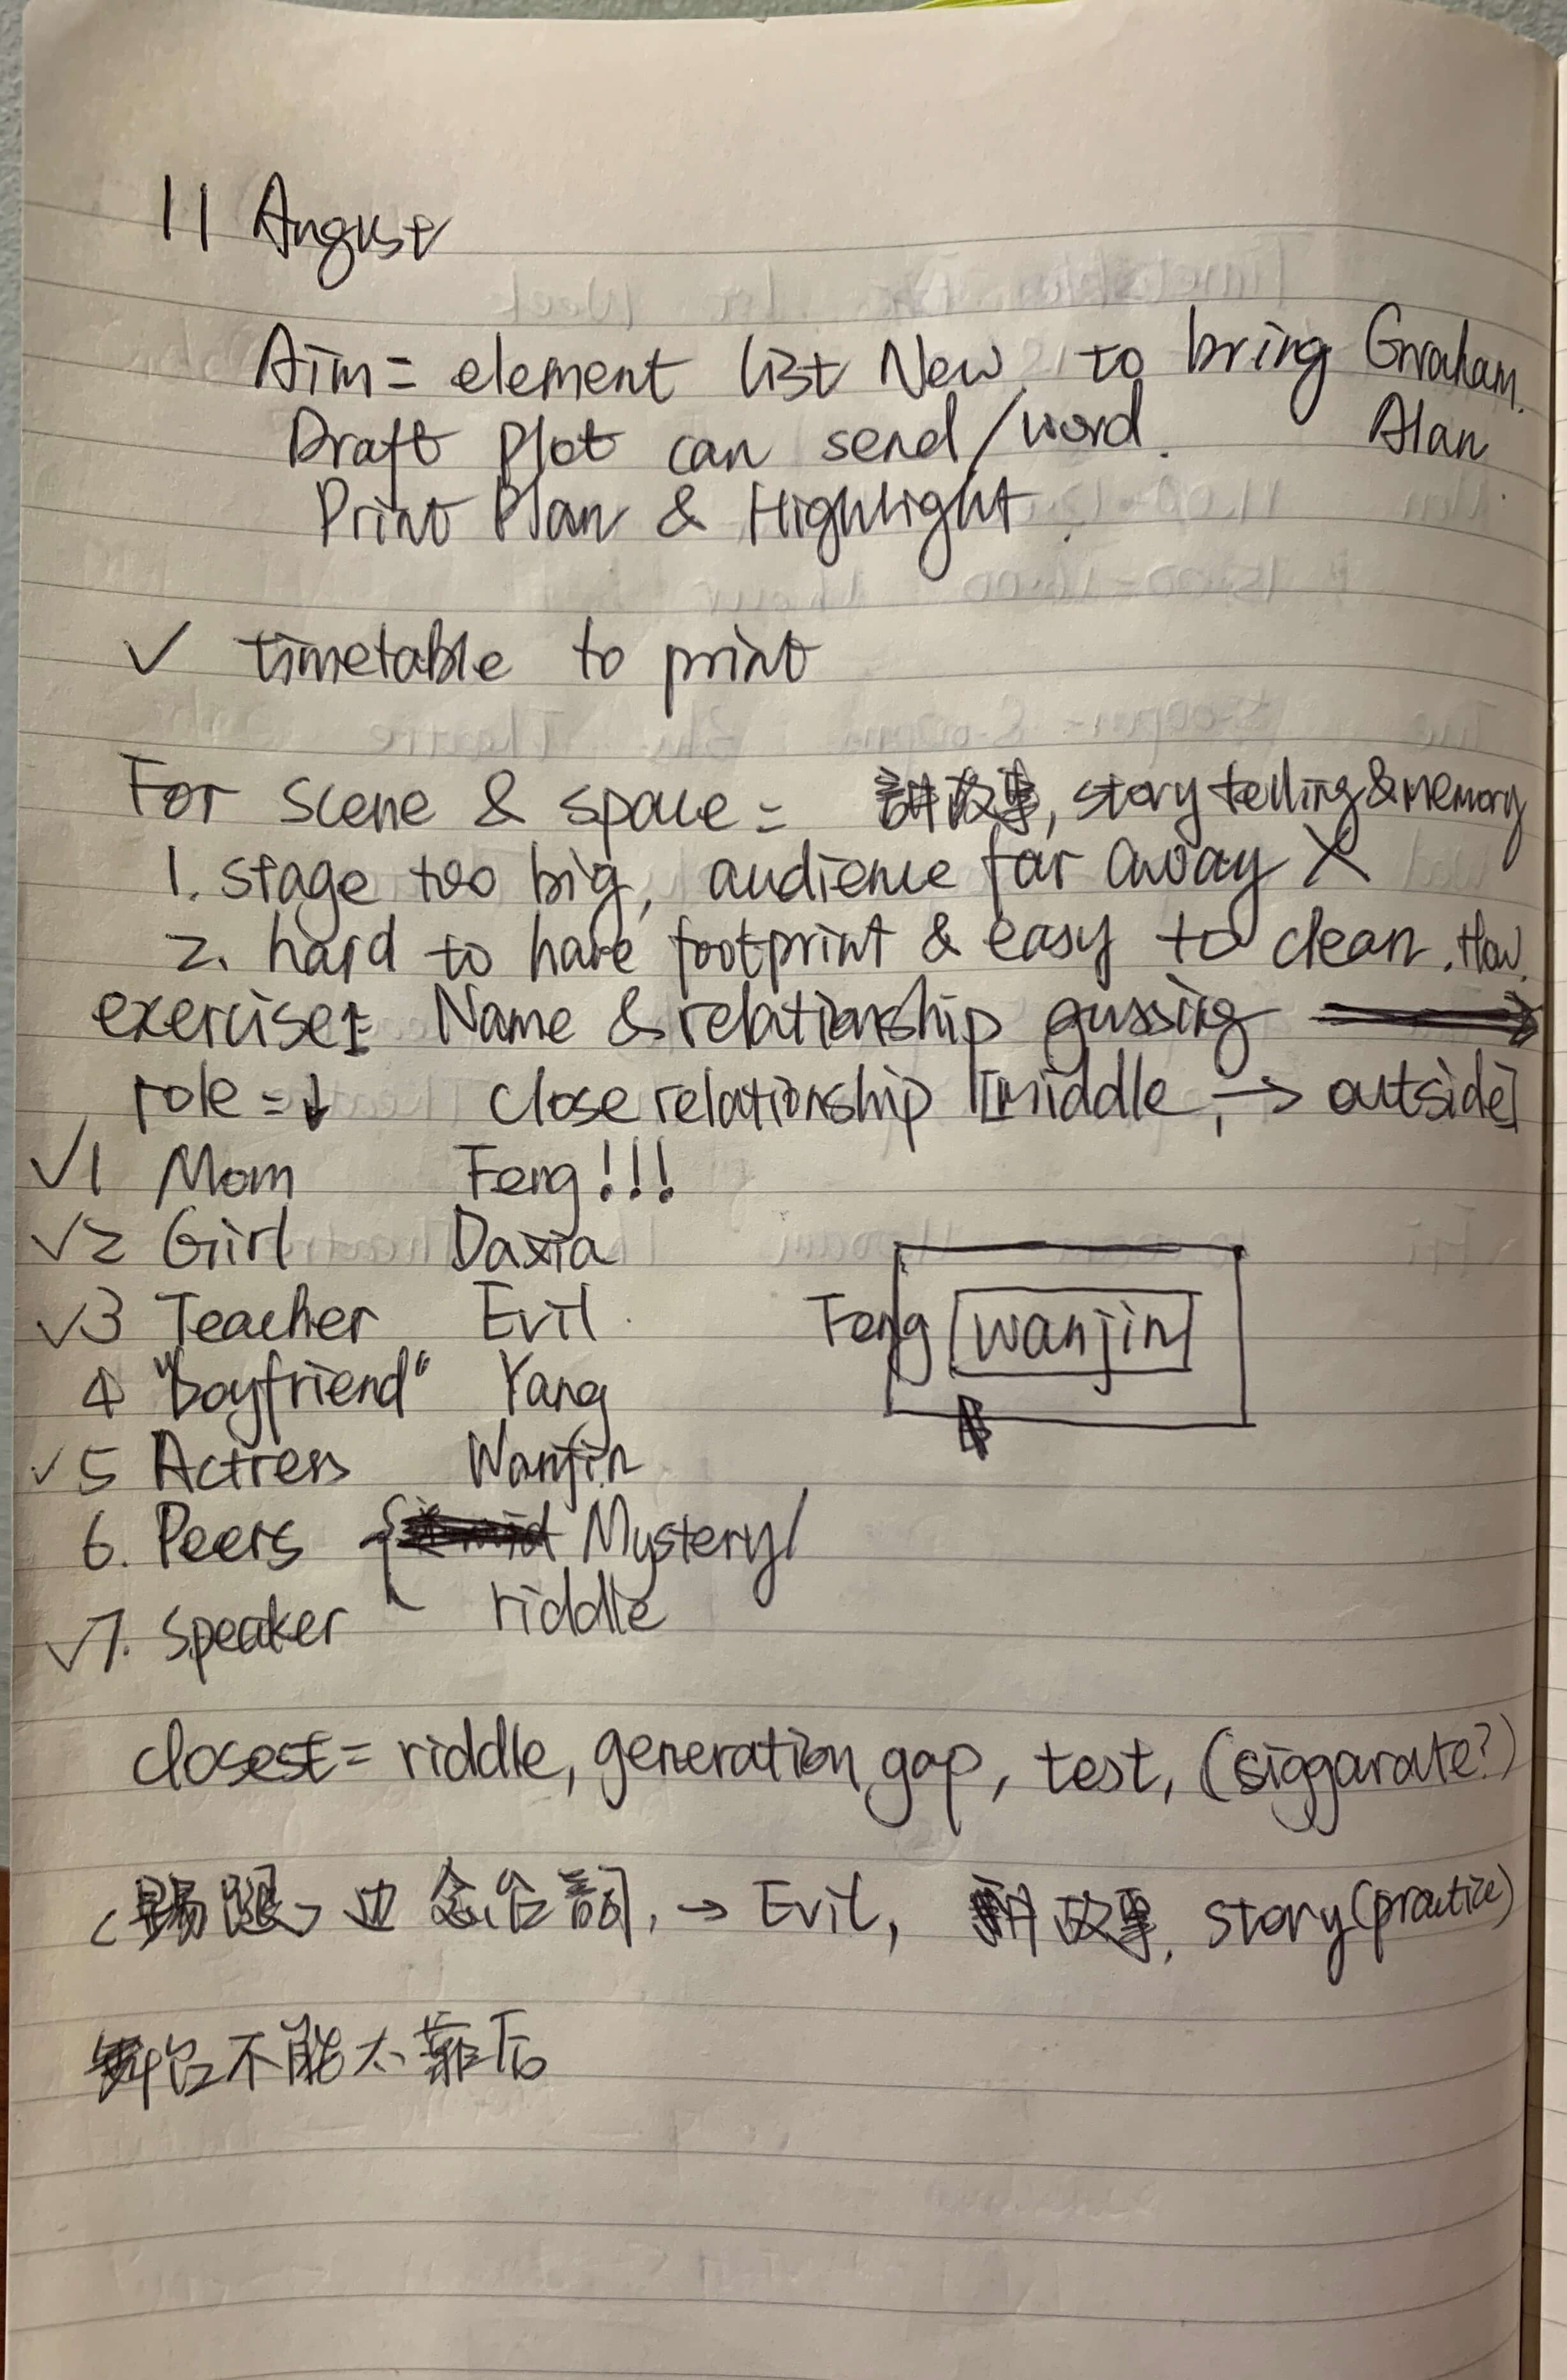 11 August
Aim= element list New. to bring Graham.
Draft Plot can send/word. Alan
Print Plan & Highlight.
✓ timetable to print
For scene & space = 講故事, story telling & memory
1. stage too big, audience far away X
2. hard to have footprint & easy to clean. How.
exercise1= Name & relationship gussing →
role = ↓ close relationship [middle, → outside]
✓1 Mom Feng!!!
✓2 Girl Daxia
✓3 Teacher Evil
Feng wanjin
4 "boyfriend" Yang
✓5 Actress Wanjin
6. Peers { Mystery/
riddle
✓7. speaker
closest = riddle, generation gap, test, (siggaraute?)
<踢腿> 边 念台詞, → Evil, 講故事, story (practice)
舞台不能太靠后